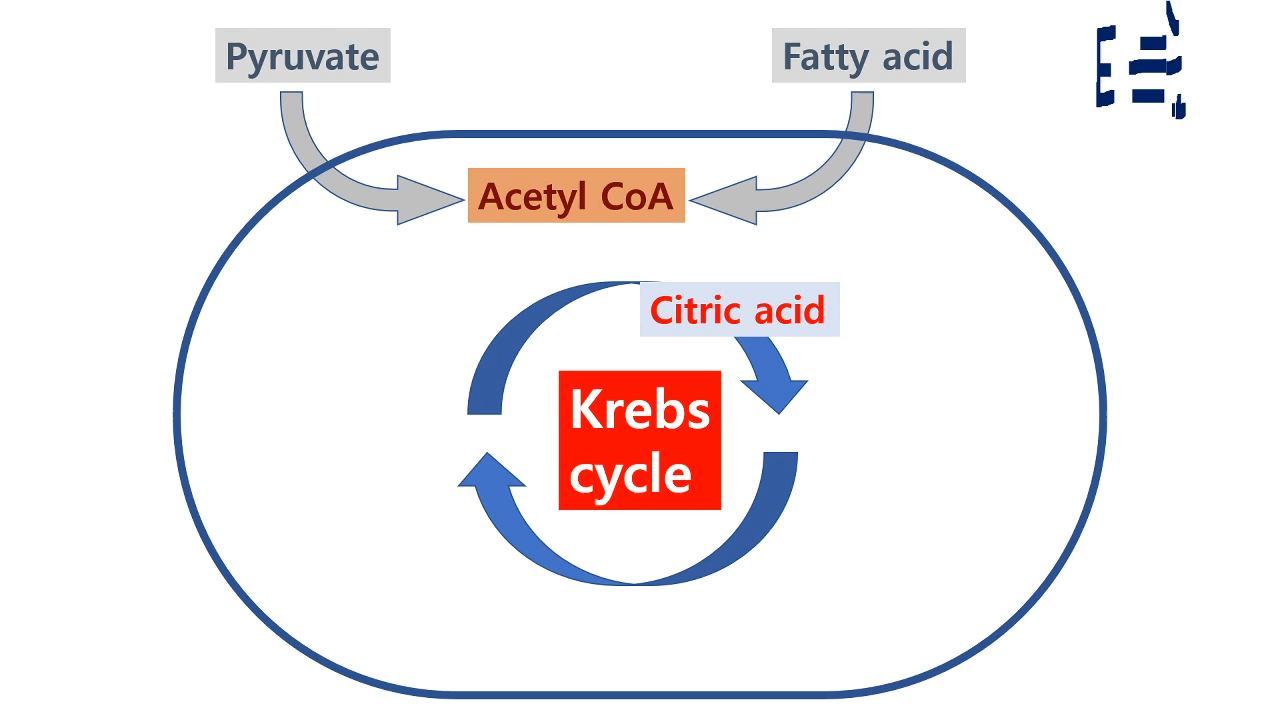 Pyruvate
Fatty acid
Acetyl CoA
Citric acid
Krebs
cycle